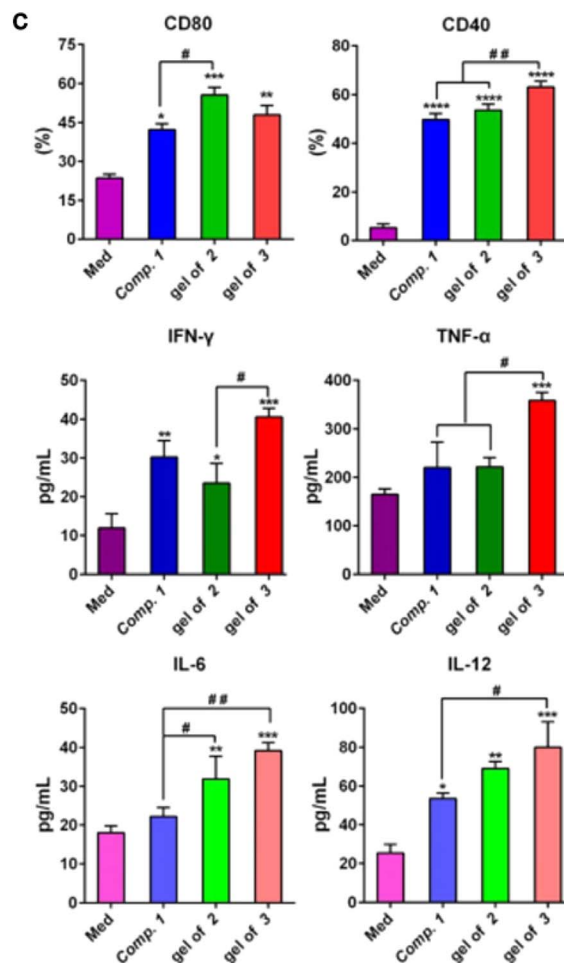 C
CD80
CD40
75
60
45
30
15
0
(%)
#
*
***
**
Med
Comp. 1
gel of 2
gel of 3
80
60
40
20
0
(%)
##
****
****
****
Med
Comp. 1
gel of 2
gel of 3
IFN-γ
TNF-α
50
40
30
20
10
0
pg/mL
#
**
*
***
Med
Comp. 1
gel of 2
gel of 3
400
300
200
100
0
pg/mL
#
***
Med
Comp. 1
gel of 2
gel of 3
IL-6
IL-12
50
40
30
20
10
0
pg/mL
##
#
**
***
Med
Comp. 1
gel of 2
gel of 3
100
80
60
40
20
0
pg/mL
#
*
**
***
Med
Comp. 1
gel of 2
gel of 3